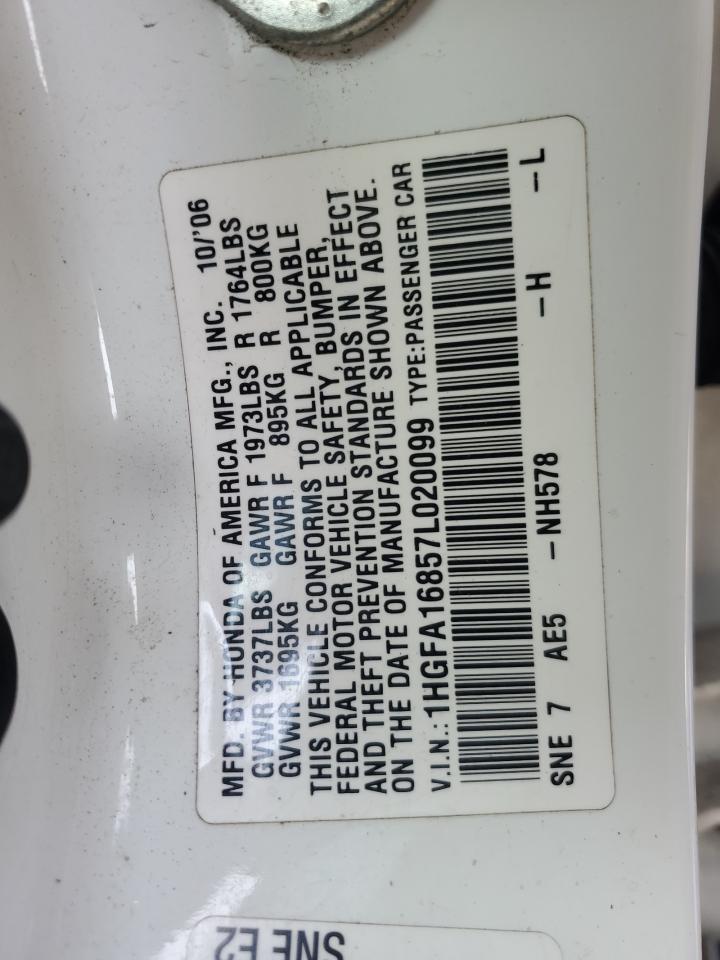 MFD. BY HONDA OF AMERICA MFG., INC. 10/'06
GVWR 3737LBS GAWR F 1973LBS R 1764LBS
GVWR 1695KG GAWR F 895KG R 800KG
THIS VEHICLE CONFORMS TO ALL APPLICABLE
FEDERAL MOTOR VEHICLE SAFETY, BUMPER,
AND THEFT PREVENTION STANDARDS IN EFFECT
ON THE DATE OF MANUFACTURE SHOWN ABOVE.
V.I.N.: 1HGFA16857L020099 TYPE:PASSENGER CAR
SNE 7 AE5 -NH578 -H -L
SNE E2